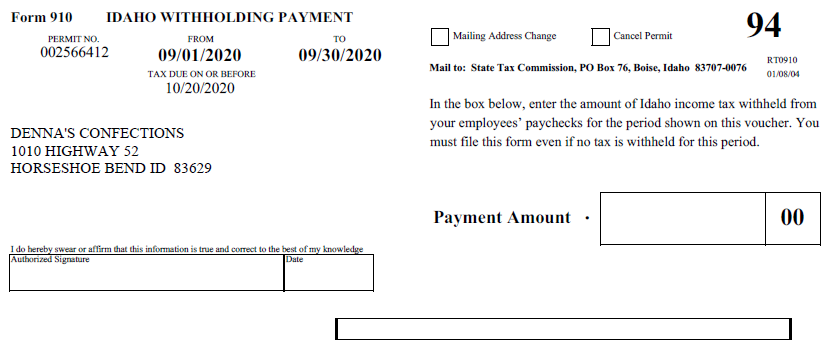 Form 910 IDAHO WITHHOLDING PAYMENT
PERMIT NO. FROM TO
002566412 09/01/2020 09/30/2020
TAX DUE ON OR BEFORE
10/20/2020
DENNA'S CONFECTIONS
1010 HIGHWAY 52
HORSESHOE BEND ID 83629
I do hereby swear or affirm that this information is true and correct to the best of my knowledge
Authorized Signature Date
94
Mailing Address Change Cancel Permit
RT0910
Mail to: State Tax Commission, PO Box 76, Boise, Idaho 83707-0076
01/08/04
In the box below, enter the amount of Idaho income tax withheld from
your employees' paychecks for the period shown on this voucher. You
must file this form even if no tax is withheld for this period.
Payment Amount · 00